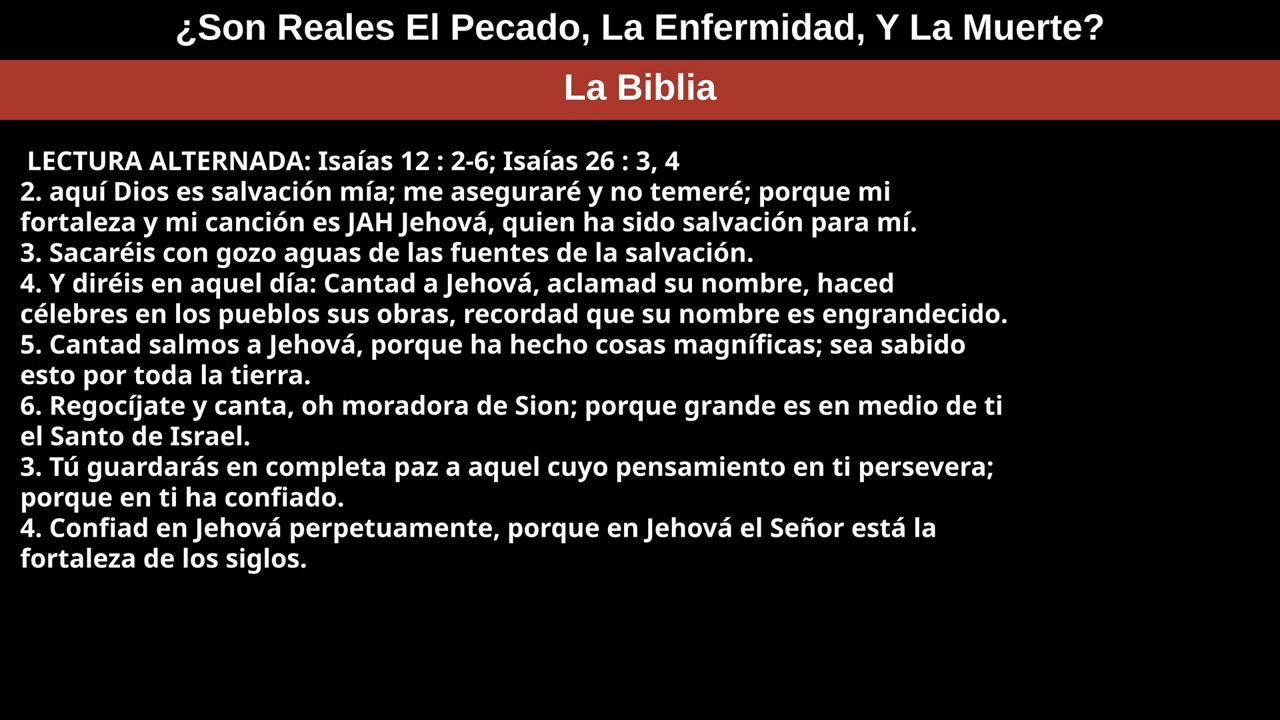 ¿Son Reales El Pecado, La Enfermidad, Y La Muerte?
La Biblia
LECTURA ALTERNADA: Isaías 12 : 2-6; Isaías 26 : 3, 4
2. aquí Dios es salvación mía; me aseguraré y no temeré; porque mi
fortaleza y mi canción es JAH Jehová, quien ha sido salvación para mí.
3. Sacaréis con gozo aguas de las fuentes de la salvación.
4. Y diréis en aquel día: Cantad a Jehová, aclamad su nombre, haced
célebres en los pueblos sus obras, recordad que su nombre es engrandecido.
5. Cantad salmos a Jehová, porque ha hecho cosas magníficas; sea sabido
esto por toda la tierra.
6. Regocíjate y canta, oh moradora de Sion; porque grande es en medio de ti
el Santo de Israel.
3. Tú guardarás en completa paz a aquel cuyo pensamiento en ti persevera;
porque en ti ha confiado.
4. Confiad en Jehová perpetuamente, porque en Jehová el Señor está la
fortaleza de los siglos.